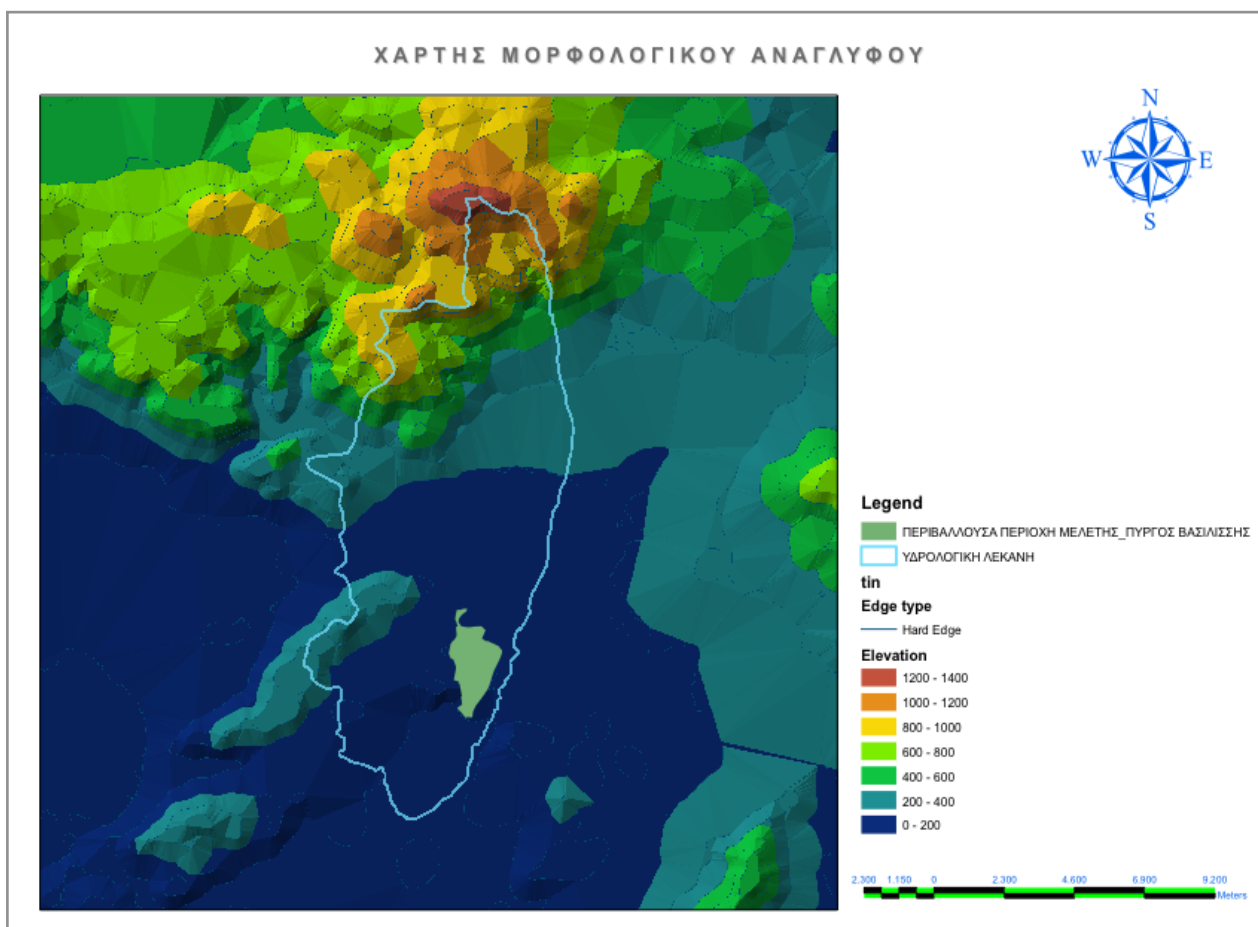 ΧΑΡΤΗΣ ΜΟΡΦΟΛΟΓΙΚΟΥ ΑΝΑΓΛΥΦΟΥ
N
W E
S
Legend
ΠΕΡΙΒΑΛΛΟΥΣΑ ΠΕΡΙΟΧΗ ΜΕΛΕΤΗΣ_ΠΥΡΓΟΣ ΒΑΣΙΛΙΣΣΗΣ
ΥΔΡΟΛΟΓΙΚΗ ΛΕΚΑΝΗ
tin
Edge type
Hard Edge
Elevation
1200 - 1400
1000 - 1200
800 - 1000
600 - 800
400 - 600
200 - 400
0 - 200
2.300 1.150 0 2.300 4.600 6.900 9.200
Meters